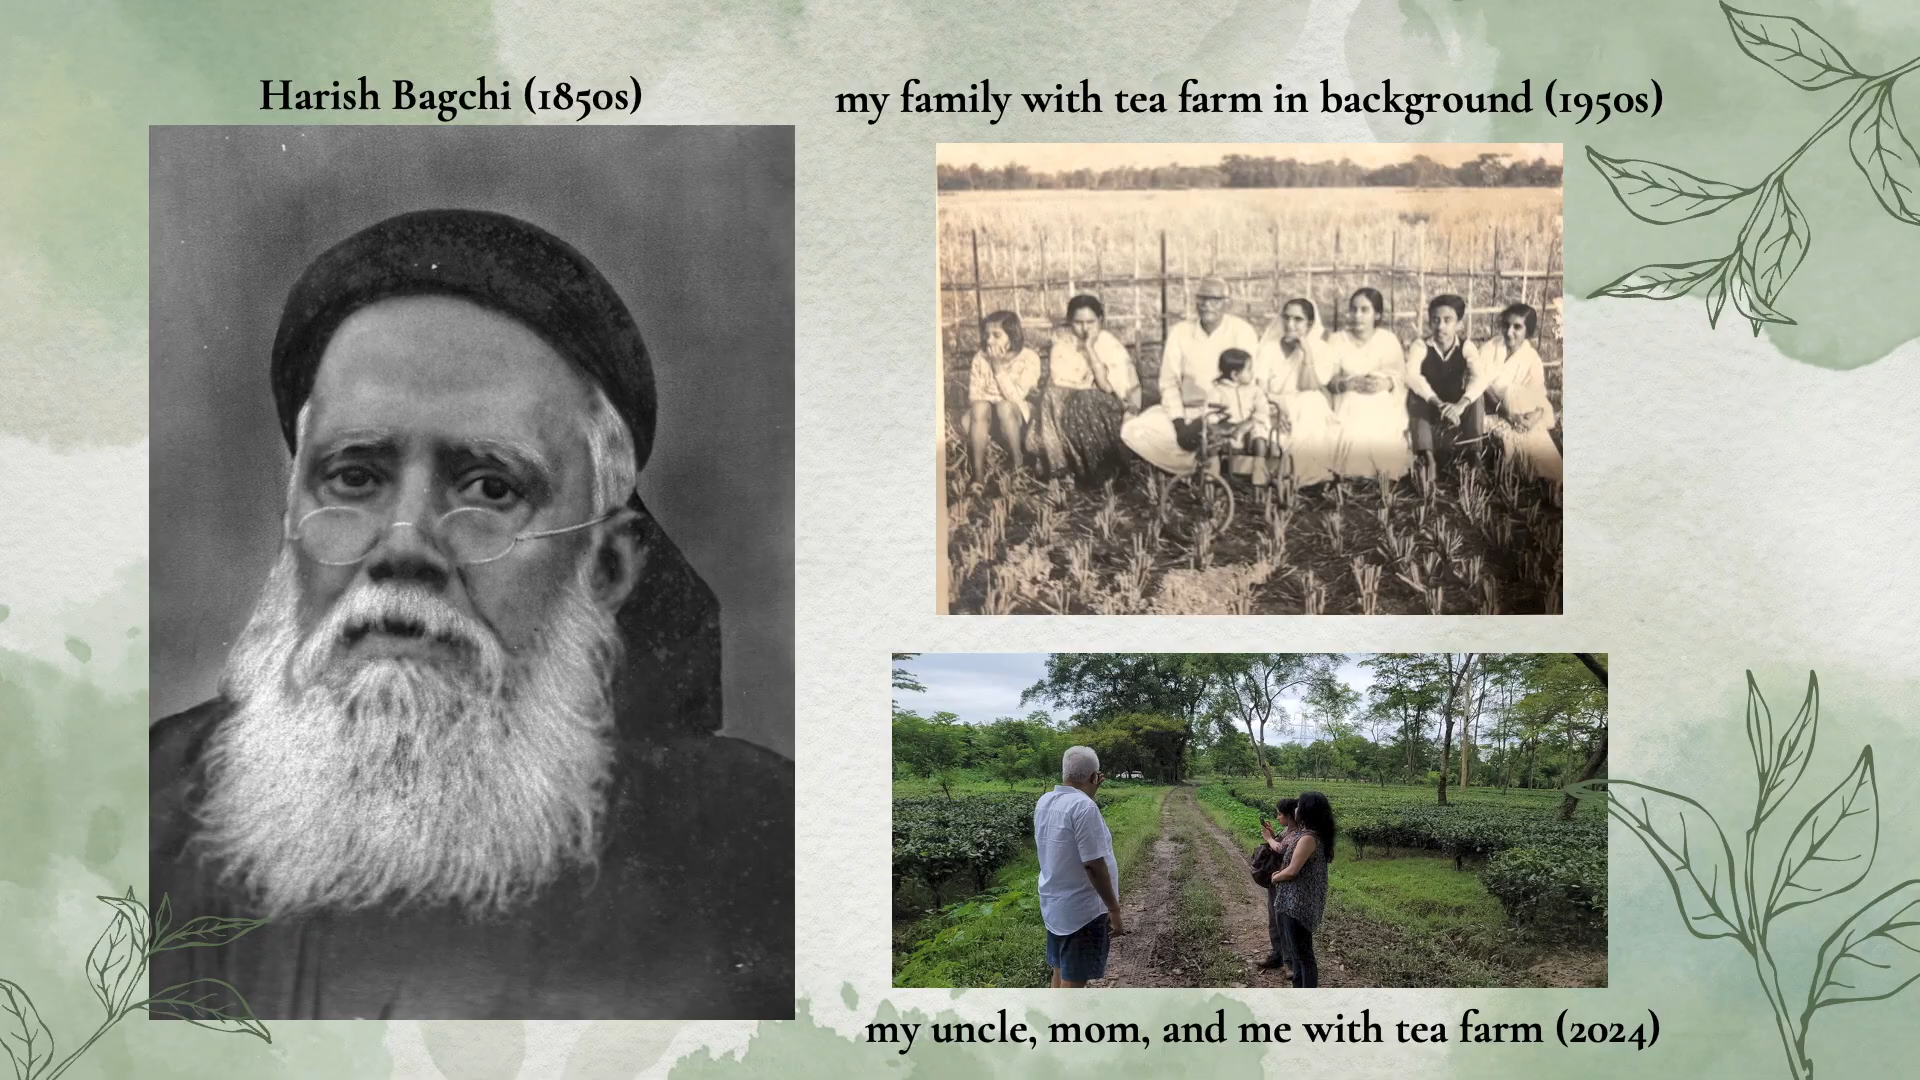 Harish Bagchi (1850s)
my family with tea farm in background (1950s)
my uncle, mom, and me with tea farm (2024)